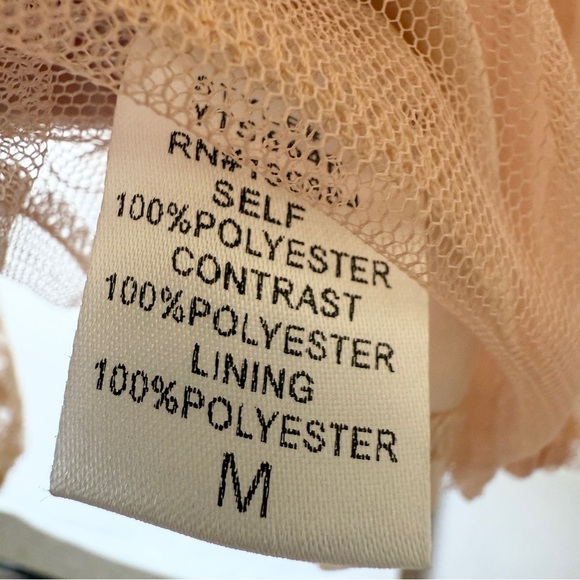 SELF
100%POLYESTER
CONTRAST
100%POLYESTER
LINING
100%POLYESTER
M